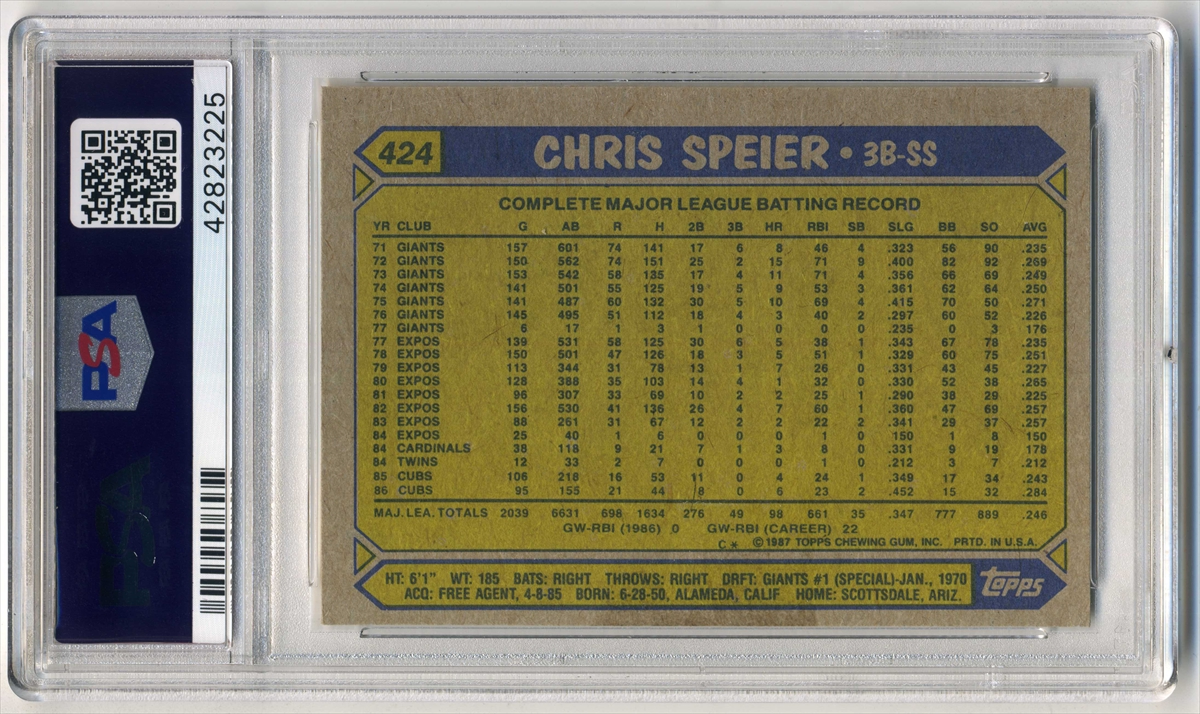 PSA
42823225
424 CHRIS SPEIER • 3B-SS
COMPLETE MAJOR LEAGUE BATTING RECORD
YR CLUB G AB R H 2B 3B HR RBI SB SLG BB SO AVG
71 GIANTS 157 601 74 141 17 6 8 46 4 .323 56 90 .235
72 GIANTS 150 562 74 151 25 2 15 71 9 .400 82 92 .269
73 GIANTS 153 542 58 135 17 4 11 71 4 .356 66 69 .249
74 GIANTS 141 501 55 125 19 5 9 53 3 .361 62 64 .250
75 GIANTS 141 487 60 132 30 5 10 69 4 .415 70 50 .271
76 GIANTS 145 495 51 112 18 4 3 40 2 .297 60 52 .226
77 GIANTS 6 17 1 3 1 0 0 0 0 .235 0 3 176
77 EXPOS 139 531 58 125 30 6 5 38 1 .343 67 78 .235
78 EXPOS 150 501 47 126 18 3 5 51 1 .329 60 75 .251
79 EXPOS 113 344 31 78 13 1 7 26 0 .331 43 45 .227
80 EXPOS 128 388 35 103 14 4 1 32 0 .330 52 38 .265
81 EXPOS 96 307 33 69 10 2 2 25 1 .290 38 29 .225
82 EXPOS 156 530 41 136 26 4 7 60 1 .360 47 69 .257
83 EXPOS 88 261 31 67 12 2 2 22 2 .341 29 37 .257
84 EXPOS 25 40 1 6 0 0 0 1 0 .150 1 8 .150
84 CARDINALS 38 118 9 21 7 1 3 8 0 .331 9 19 .178
84 TWINS 12 33 2 7 0 0 0 1 0 .212 3 7 .212
85 CUBS 106 218 16 53 11 0 4 24 1 .349 17 34 .243
86 CUBS 95 155 21 44 8 0 6 23 2 .452 15 32 .284
MAJ. LEA. TOTALS 2039 6631 698 1634 276 49 98 661 35 .347 777 889 .246
GW-RBI (1986) 0 GW-RBI (CAREER) 22
C* ©1987 TOPPS CHEWING GUM, INC. PRTD. IN U.S.A.
HT: 6'1" WT: 185 BATS: RIGHT THROWS: RIGHT DRFT: GIANTS #1 (SPECIAL)-JAN., 1970
ACQ: FREE AGENT, 4-8-85 BORN: 6-28-50, ALAMEDA, CALIF HOME: SCOTTSDALE, ARIZ.
topps